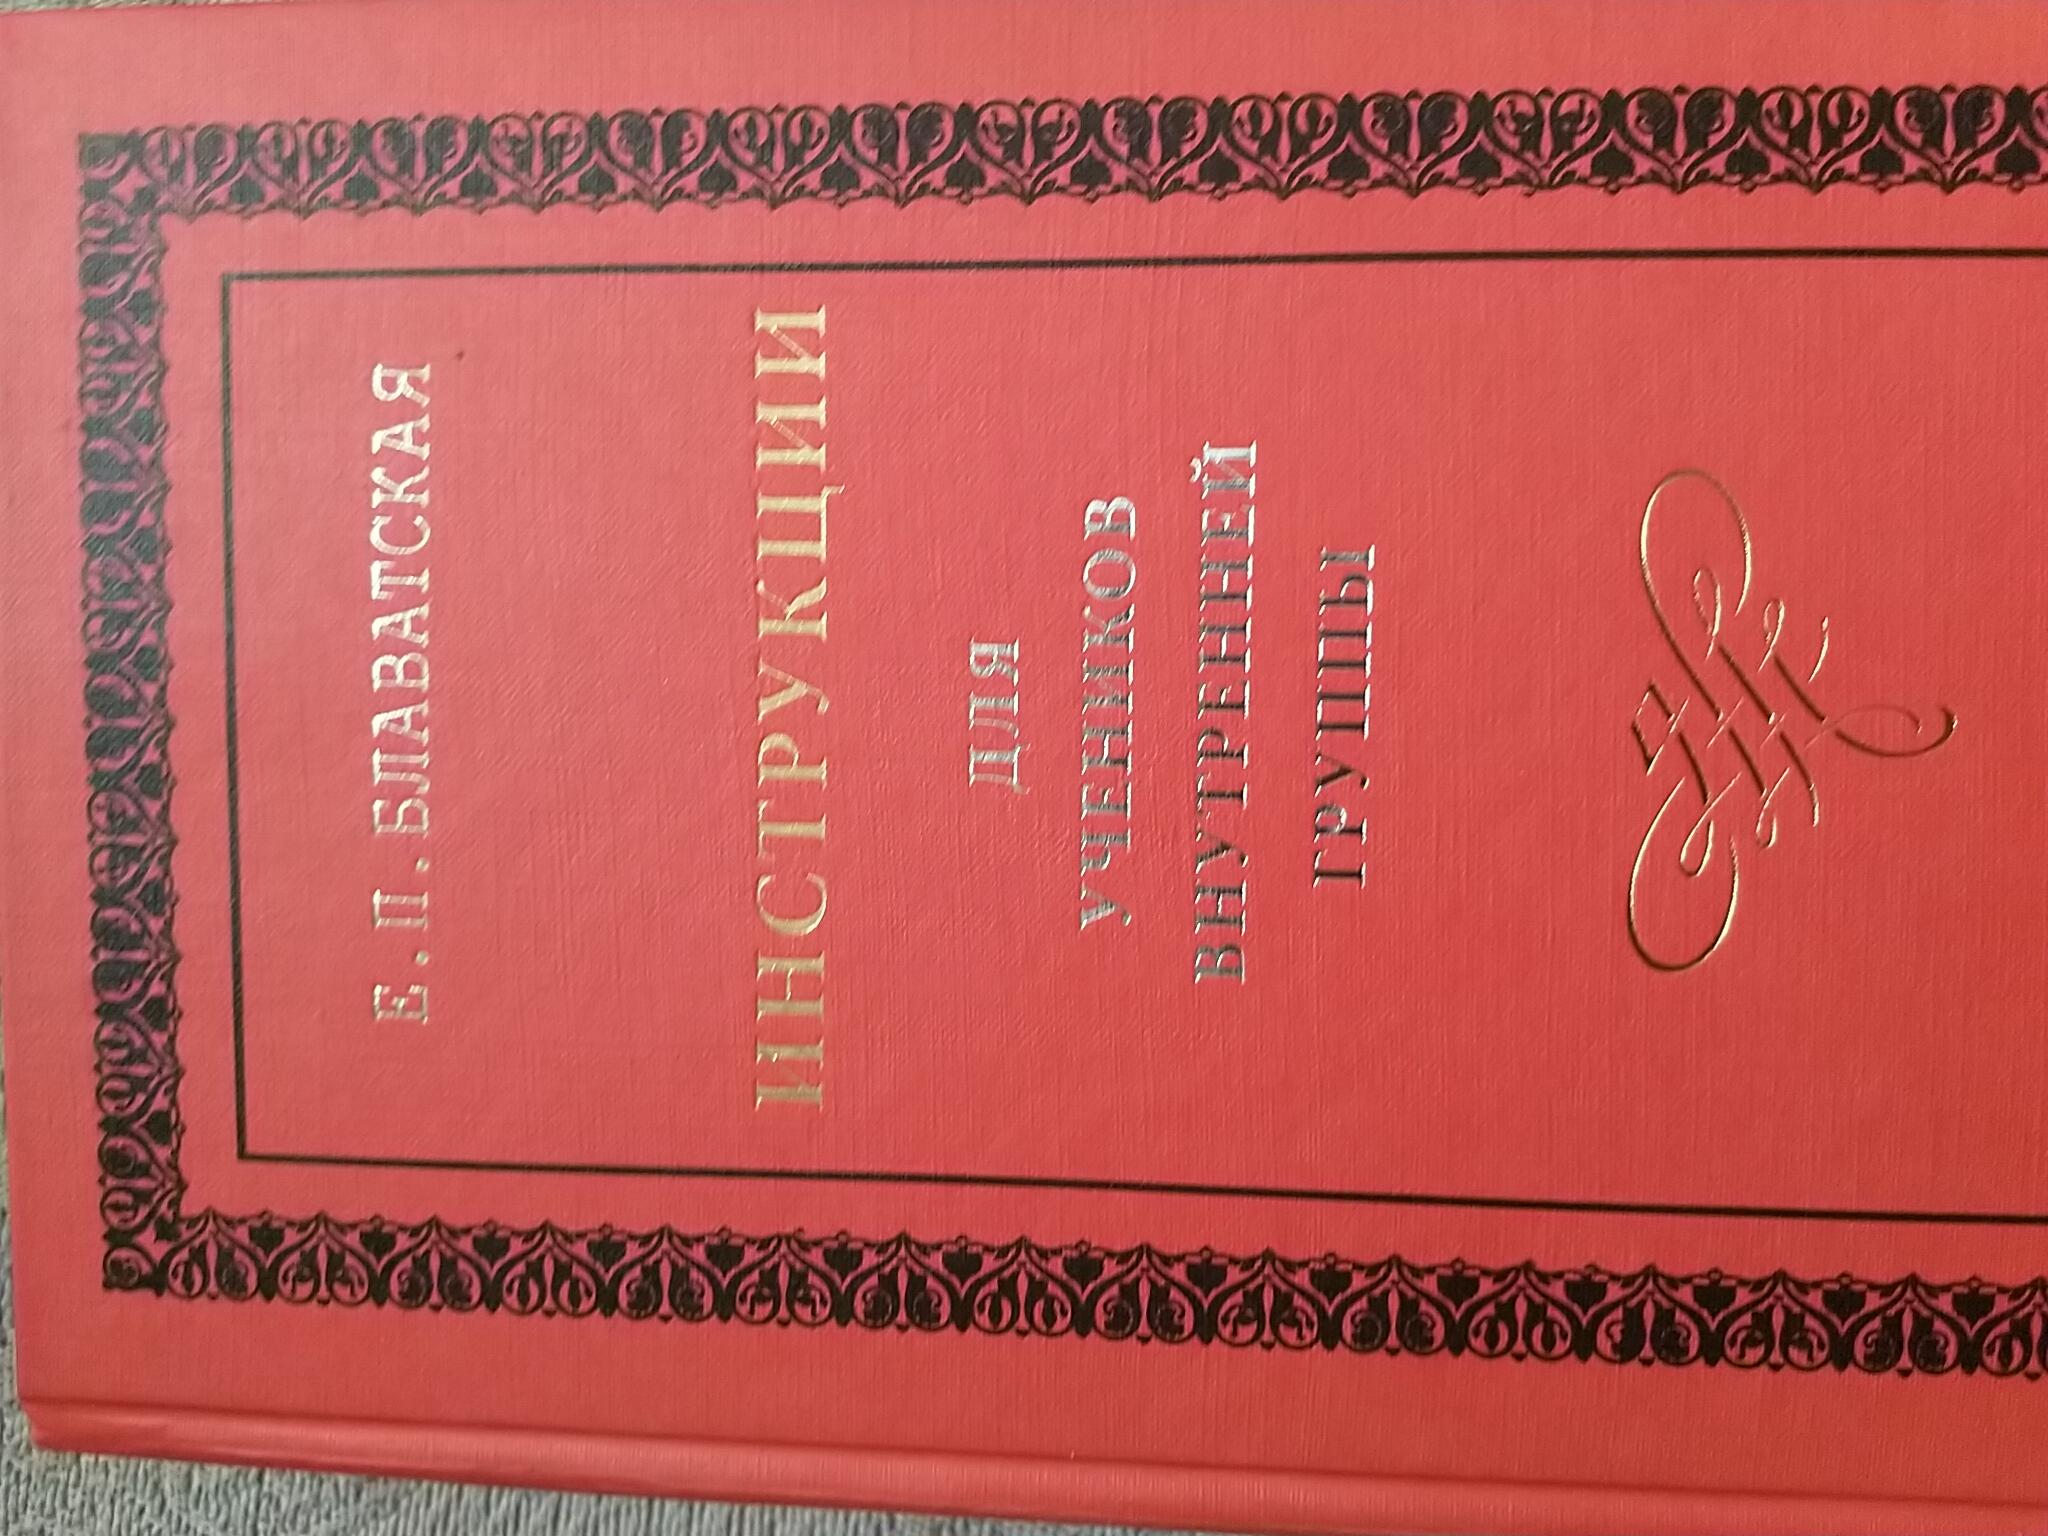 Е.П.БЛАВАТСКАЯ
ИНСТРУКЦИИ
ДЛЯ
УЧЕНИКОВ
ВНУТРЕННЕЙ
ГРУППЫ